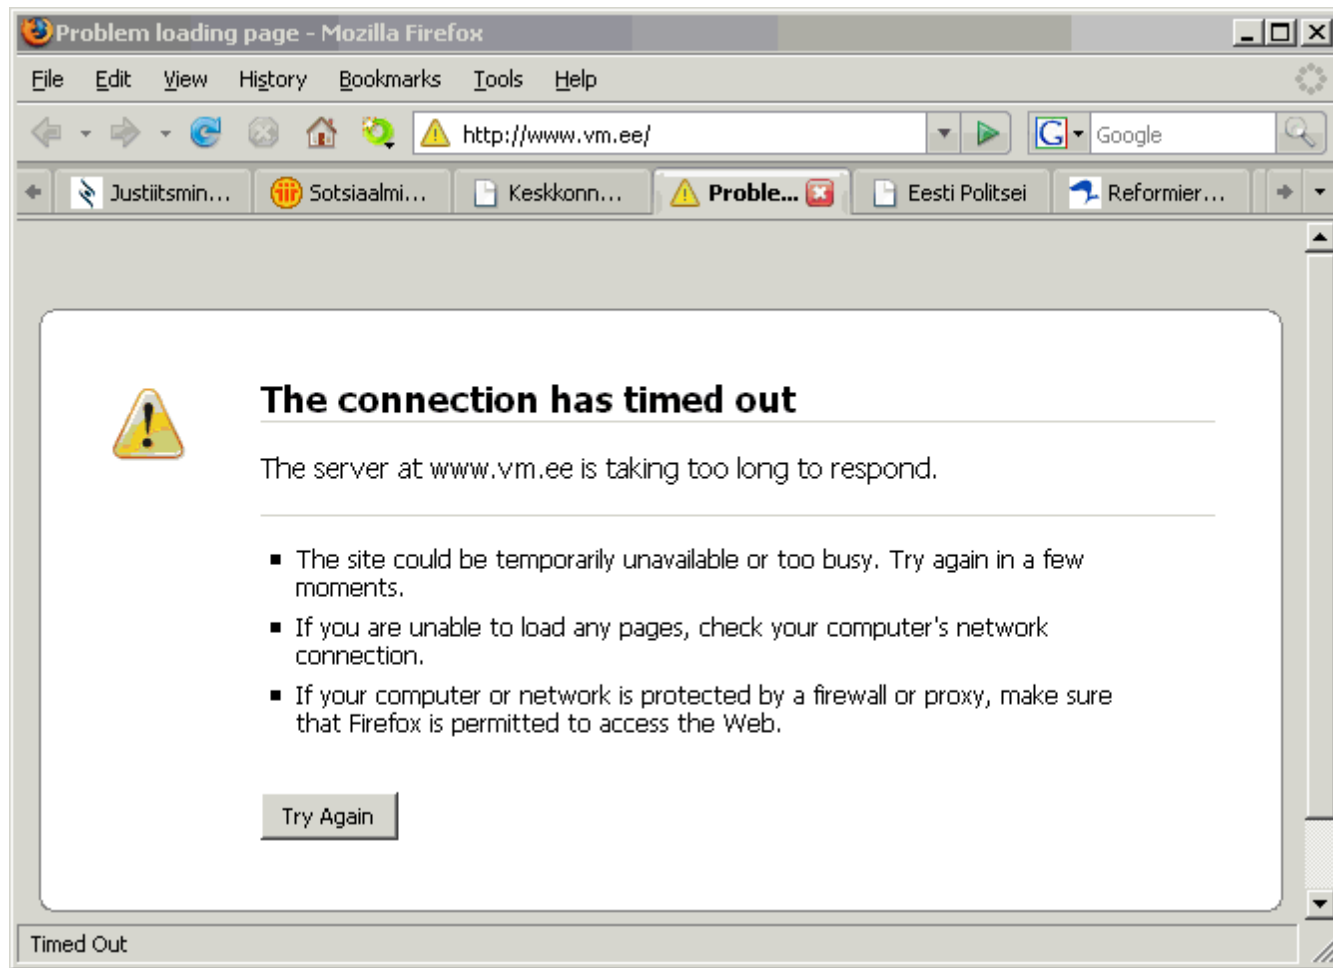 Problem loading page - Mozilla Firefox
File Edit View History Bookmarks Tools Help
http://www.vm.ee/ G Google
Justiitsmin... Sotsiaalmi... Keskkonn... Proble... Eesti Politsei Reformier...
The connection has timed out
The server at www.vm.ee is taking too long to respond.
The site could be temporarily unavailable or too busy. Try again in a few
moments.
If you are unable to load any pages, check your computer's network
connection.
If your computer or network is protected by a firewall or proxy, make sure
that Firefox is permitted to access the Web.
Try Again
Timed Out